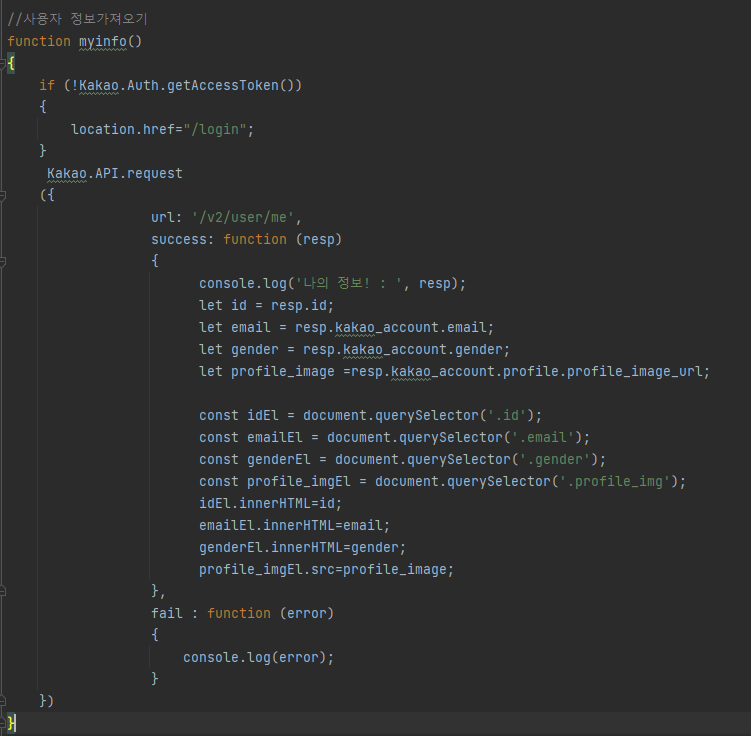 //사용자 정보가져오기
function myinfo()
{
    if (!Kakao.Auth.getAccessToken())
    {
        location.href="/login";
    }
     Kakao.API.request
    ({
                  url: '/v2/user/me',
                  success: function (resp)
                  {
                        console.log('나의 정보! : ', resp);
                        let id = resp.id;
                        let email = resp.kakao_account.email;
                        let gender = resp.kakao_account.gender;
                        let profile_image =resp.kakao_account.profile.profile_image_url;

                        const idEl = document.querySelector('.id');
                        const emailEl = document.querySelector('.email');
                        const genderEl = document.querySelector('.gender');
                        const profile_imgEl = document.querySelector('.profile_img');
                        idEl.innerHTML=id;
                        emailEl.innerHTML=email;
                        genderEl.innerHTML=gender;
                        profile_imgEl.src=profile_image;
                  },
                  fail : function (error)
                  {
                      console.log(error);
                  }
    })
}